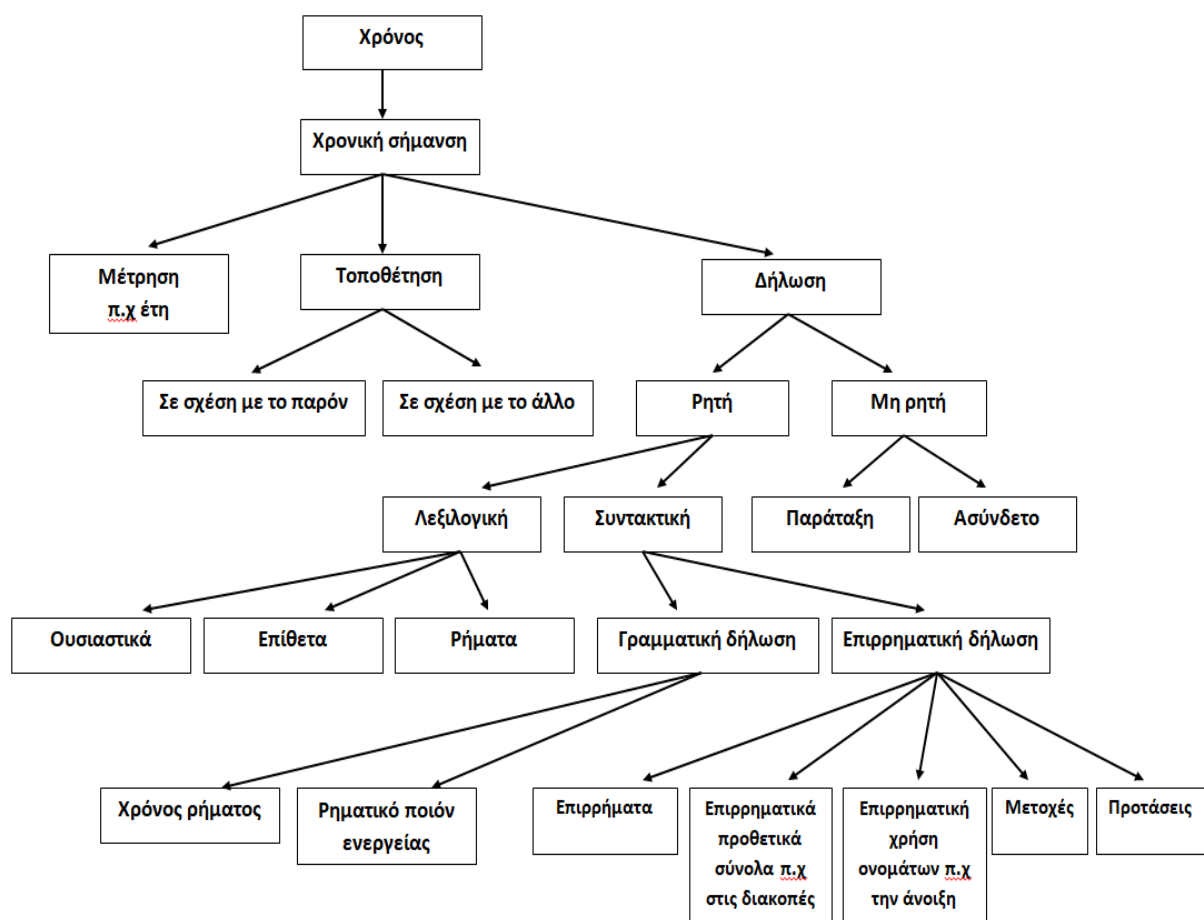 Χρόνος
Χρονική σήμανση
Μέτρηση
π.χ έτη
Τοποθέτηση
Δήλωση
Σε σχέση με το παρόν
Σε σχέση με το άλλο
Ρητή
Μη ρητή
Λεξιλογική
Συντακτική
Παράταξη
Ασύνδετο
Ουσιαστικά
Επίθετα
Ρήματα
Γραμματική δήλωση
Επιρρηματική δήλωση
Χρόνος ρήματος
Ρηματικό ποιόν
ενεργείας
Επιρρήματα
Επιρρηματικά
προθετικά
σύνολα π.χ
στις διακοπές
Επιρρηματική
χρήση
ονομάτων π.χ
την άνοιξη
Μετοχές
Προτάσεις